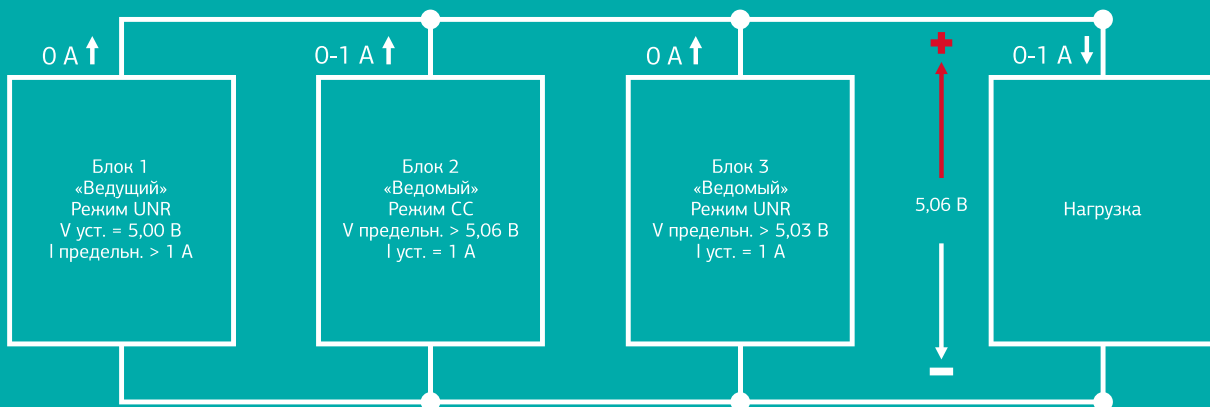 0 А
0-1 А
0 А
0-1 А
Блок 1
«Ведущий»
Режим UNR
V уст. = 5,00 В
I предельн. > 1 А
Блок 2
«Ведомый»
Режим CC
V предельн. > 5,06 В
I уст. = 1 А
Блок 3
«Ведомый»
Режим UNR
V предельн. > 5,03 В
I уст. = 1 А
5,06 В
Нагрузка